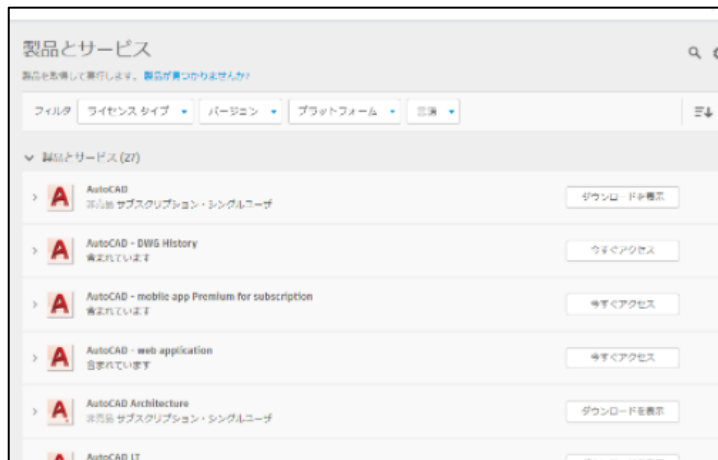 製品とサービス
製品を取得して実行します。 製品が見つかりませんか?
フィルタ ライセンス タイプ バージョン プラットフォーム 言語
製品とサービス (27)
AutoCAD
非売品 サブスクリプション・シングルユーザ
ダウンロードを表示
AutoCAD - DWG History
含まれています
今すぐアクセス
AutoCAD - mobile app Premium for subscription
含まれています
今すぐアクセス
AutoCAD - web application
含まれています
今すぐアクセス
AutoCAD Architecture
非売品 サブスクリプション・シングルユーザ
ダウンロードを表示
AutoCAD LT